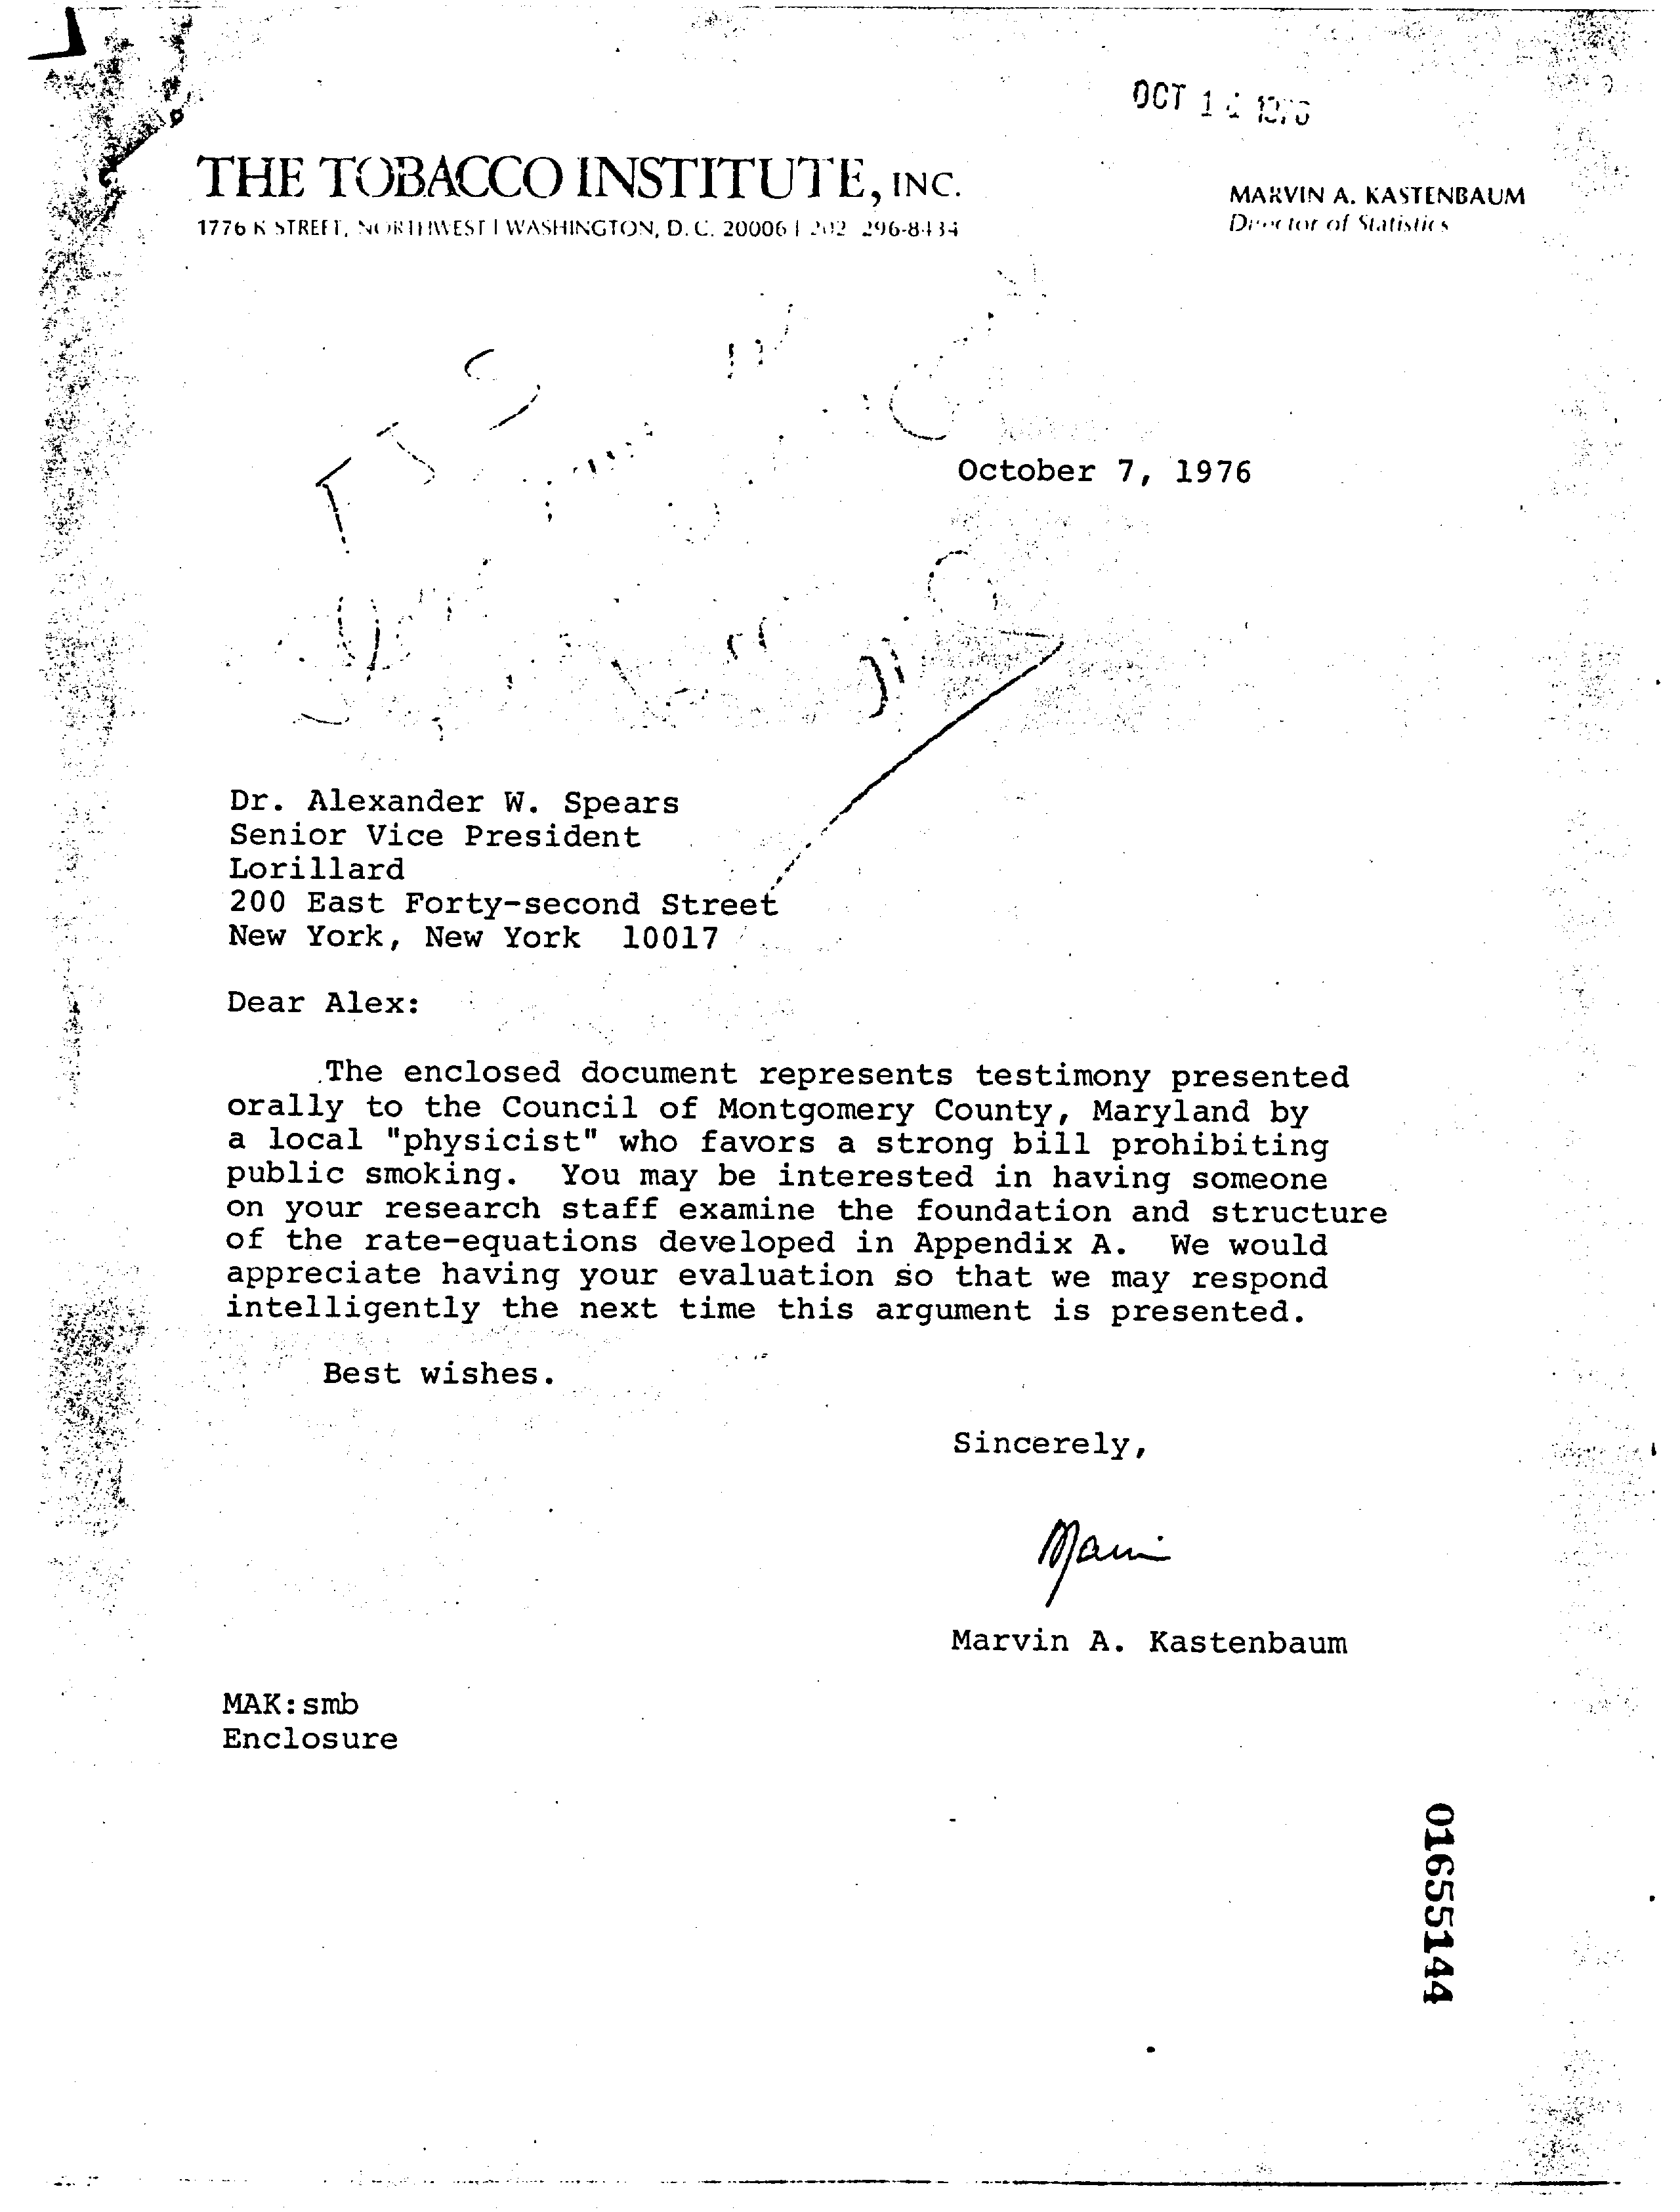 OCT 1
THE TOBACCO INSTITUTE, INC.
1776 K STREET, NORTHWEST | WASHINGTON, D. C. 20006 | 202 296-8434
MARVIN A. KASTENBAUM
Director of Statistics
October 7, 1976
Dr. Alexander W. Spears
Senior Vice President
Lorillard
200 East Forty-second Street
New York, New York 10017
Dear Alex:
The enclosed document represents testimony presented
orally to the Council of Montgomery County, Maryland by
a local "physicist" who favors a strong bill prohibiting
public smoking. You may be interested in having someone
on your research staff examine the foundation and structure
of the rate-equations developed in Appendix A. We would
appreciate having your evaluation so that we may respond
intelligently the next time this argument is presented.
Best wishes.
Sincerely,
Marvin A. Kastenbaum
MAK:smb
Enclosure
01655144